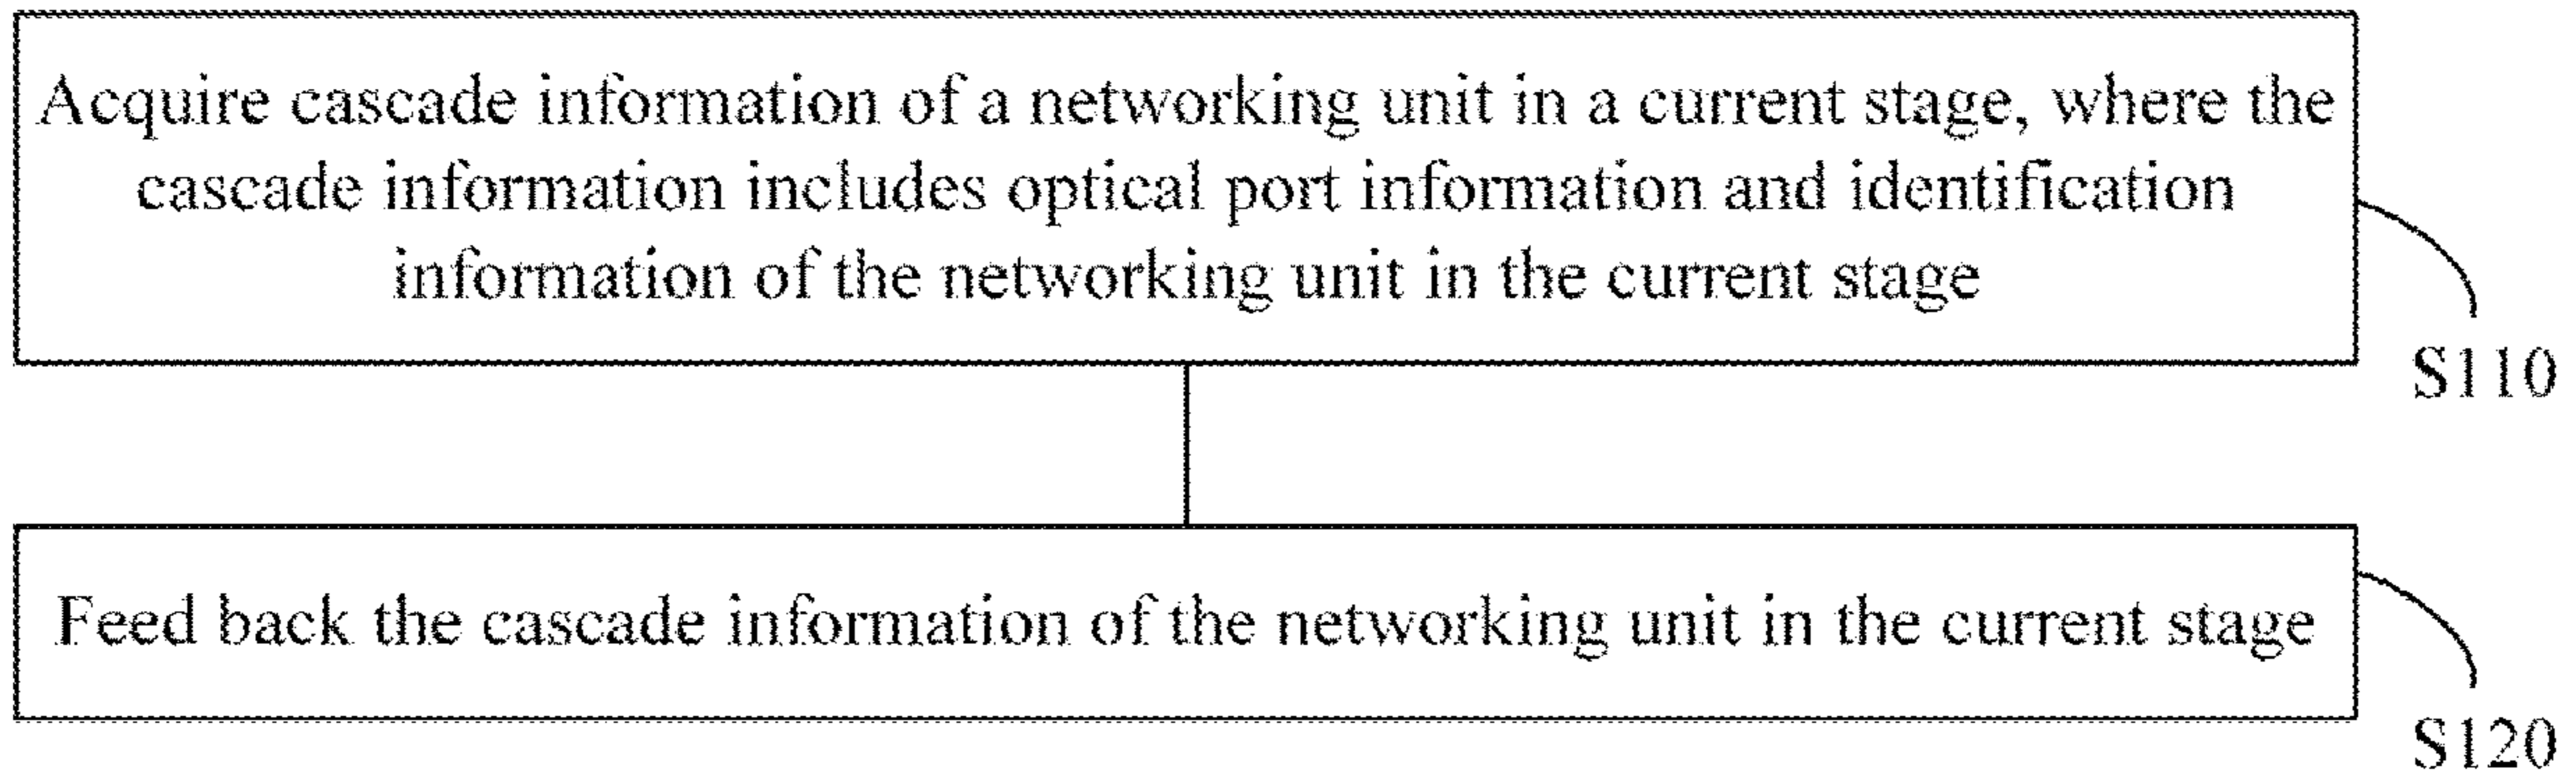 Acquire cascade information of a networking unit in a current stage, where the
cascade information includes optical port information and identification
information of the networking unit in the current stage
S110
Feed back the cascade information of the networking unit in the current stage
S120